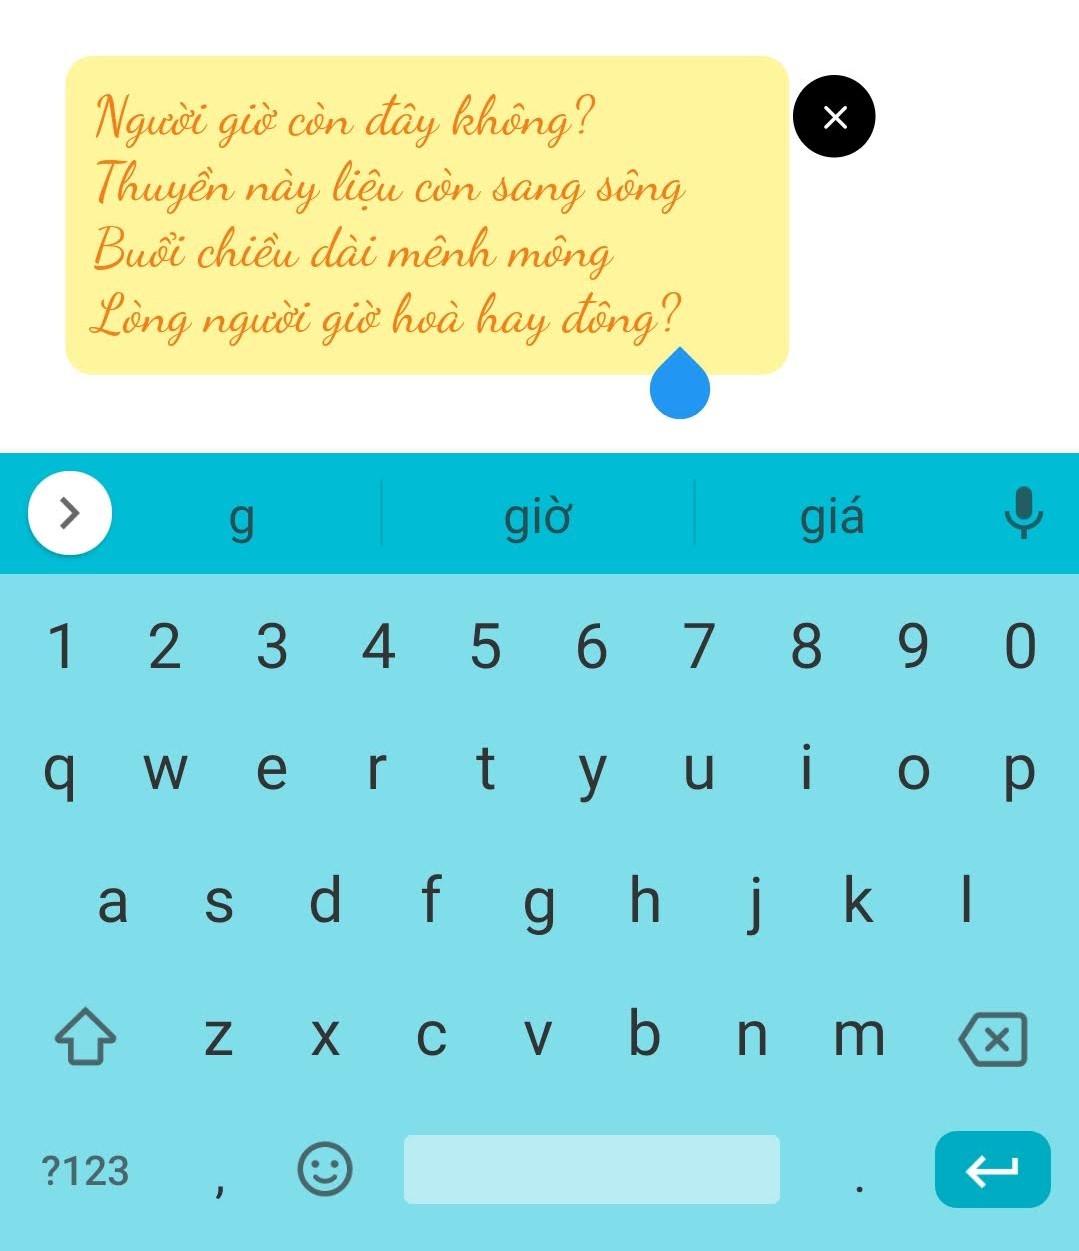 Người giờ còn đây không?
Thuyền này liệu còn sang sông
Buổi chiều dài mênh mông
Lòng người giờ hoà hay đông?
g giờ giá
1 2 3 4 5 6 7 8 9 0
q w e r t y u i o p
a s d f g h j k l
z x c v b n m
?123 , .